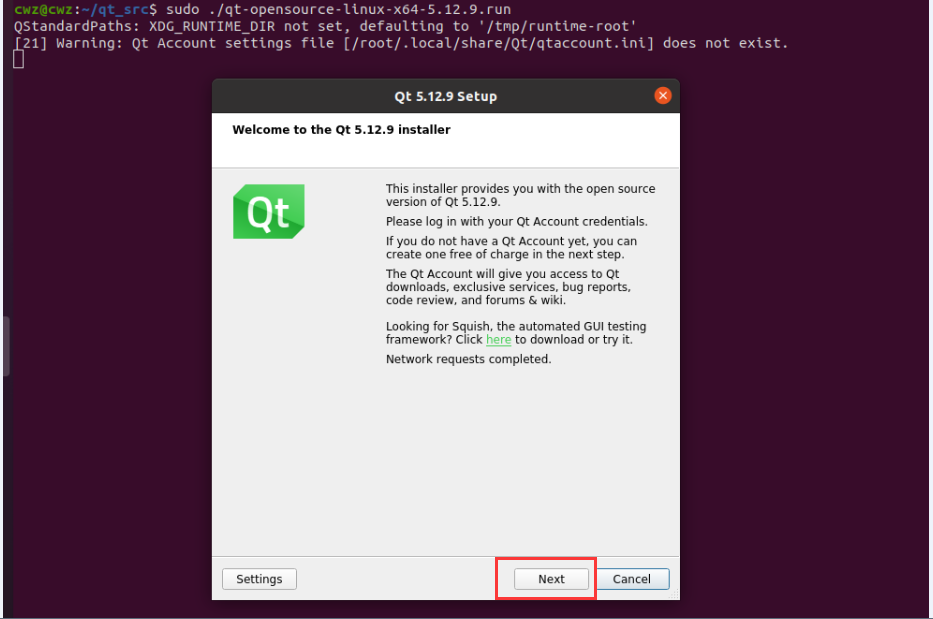 cwz@cwz:~/qt_src$ sudo ./qt-opensource-linux-x64-5.12.9.run
QStandardPaths: XDG_RUNTIME_DIR not set, defaulting to '/tmp/runtime-root'
[21] Warning: Qt Account settings file [/root/.local/share/Qt/qtaccount.ini] does not exist.
Qt 5.12.9 Setup
Welcome to the Qt 5.12.9 installer
Qt
This installer provides you with the open source
version of Qt 5.12.9.
Please log in with your Qt Account credentials.
If you do not have a Qt Account yet, you can
create one free of charge in the next step.
The Qt Account will give you access to Qt
downloads, exclusive services, bug reports,
code review, and forums & wiki.
Looking for Squish, the automated GUI testing
framework? Click here to download or try it.
Network requests completed.
Settings
Next
Cancel